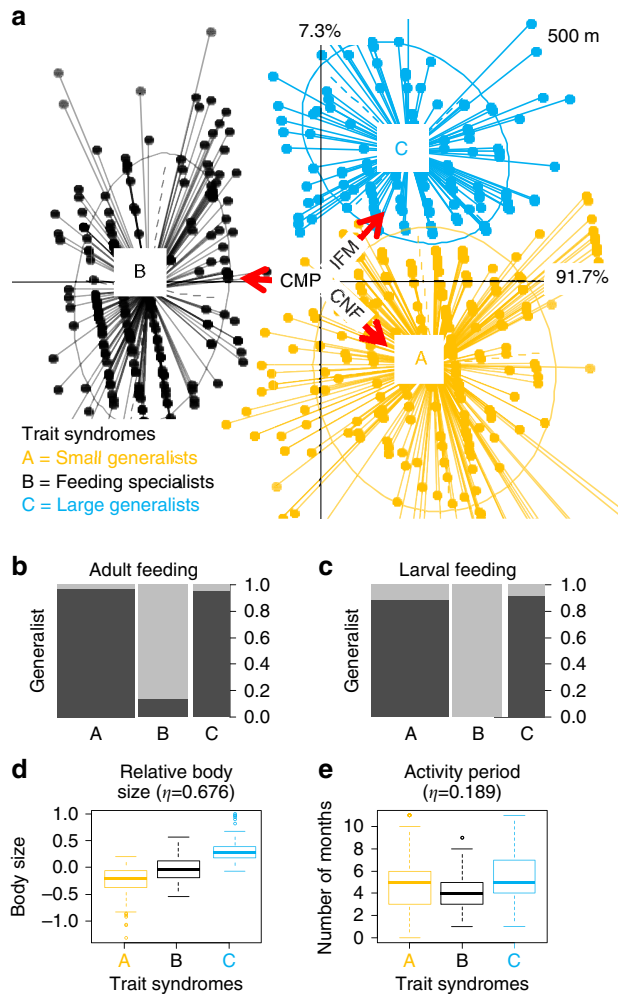 a
7.3%
500 m
C
B
IFM
CMP
91.7%
CNF
A
Trait syndromes
A = Small generalists
B = Feeding specialists
C = Large generalists
b
Adult feeding
Generalist
1.0
0.8
0.6
0.4
0.2
0.0
A B C
c
Larval feeding
Generalist
1.0
0.8
0.6
0.4
0.2
0.0
A B C
d
Relative body
size (η=0.676)
Body size
1.0
0.5
0.0
−0.5
−1.0
A B C
Trait syndromes
e
Activity period
(η=0.189)
Number of months
10
8
6
4
2
0
A B C
Trait syndromes